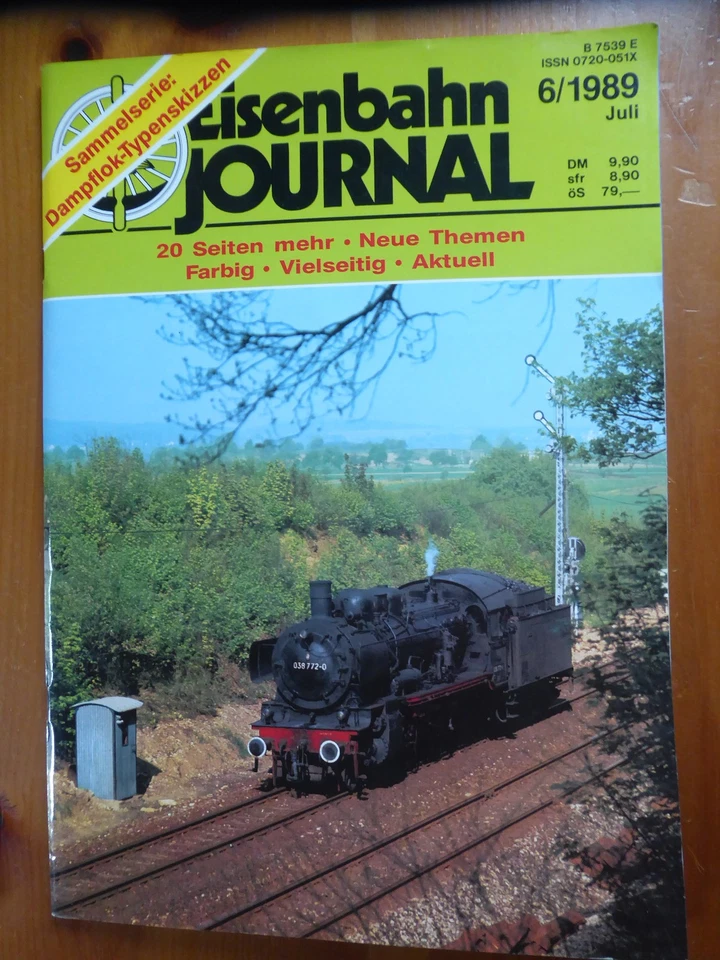 Sammelserie:
Dampflok-Typenskizzen
Eisenbahn
JOURNAL
B 7539 E
ISSN 0720-051X
6/1989
Juli
DM 9,90
sfr 8,90
öS 79,—
20 Seiten mehr • Neue Themen
Farbig • Vielseitig • Aktuell
038 772-0